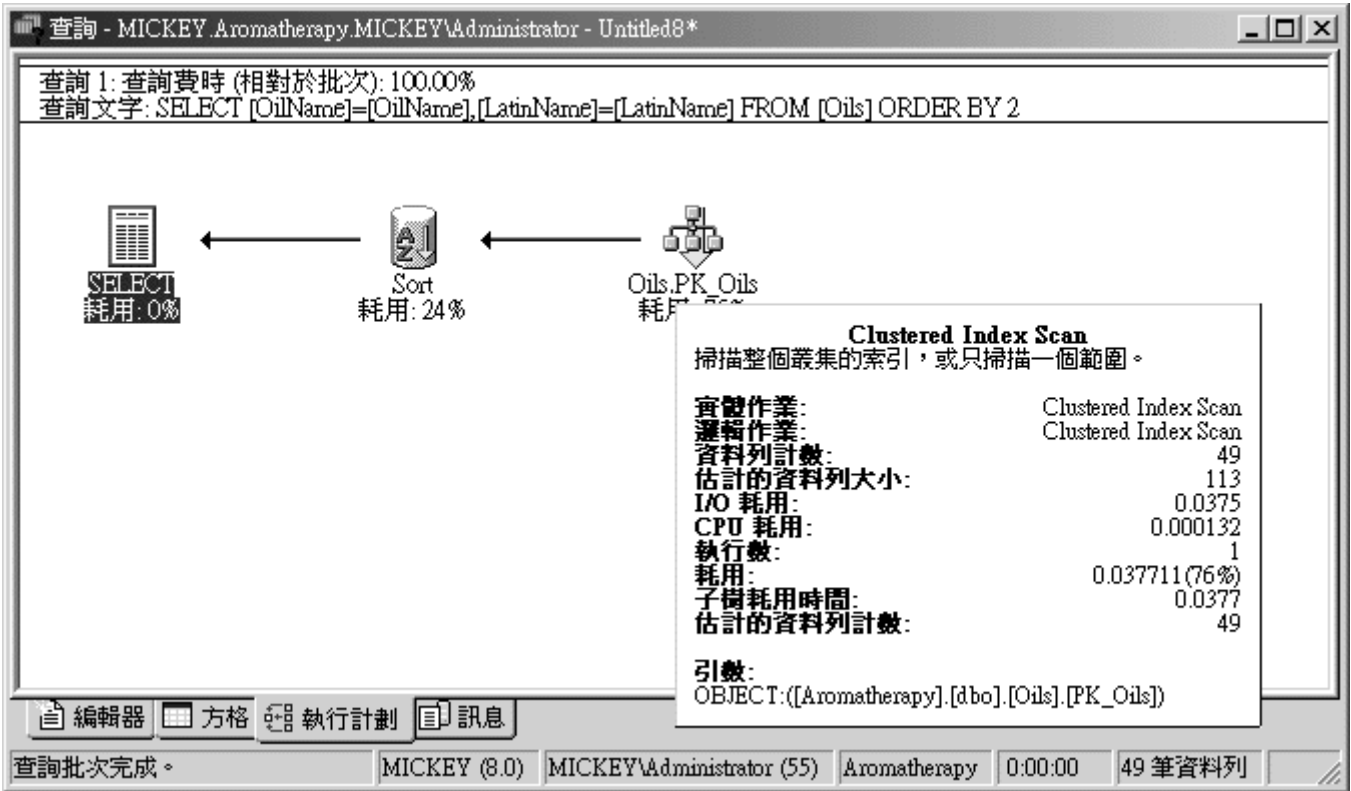 查詢 - MICKEY.Aromatherapy.MICKEY\Administrator - Untitled8*
查詢 1: 查詢費時 (相對於批次): 100.00%
查詢文字: SELECT [OilName]=[OilName],[LatinName]=[LatinName] FROM [Oils] ORDER BY 2
SELECT
耗用: 0%
Sort
耗用: 24%
Oils.PK_Oils
耗用: 76%
Clustered Index Scan
掃描整個叢集的索引，或只掃描一個範圍。
實體作業: Clustered Index Scan
邏輯作業: Clustered Index Scan
資料列計數: 49
估計的資料列大小: 113
I/O 耗用: 0.0375
CPU 耗用: 0.000132
執行數: 1
耗用: 0.037711(76%)
子樹耗用時間: 0.0377
估計的資料列計數: 49
引數:
OBJECT:([Aromatherapy].[dbo].[Oils].[PK_Oils])
編輯器 方格 執行計劃 訊息
查詢批次完成。 MICKEY (8.0) MICKEY\Administrator (55) Aromatherapy 0:00:00 49 筆資料列